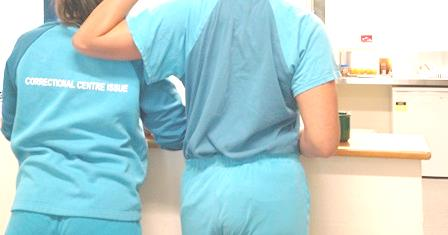 CORRECTIONAL CENTRE ISSUE